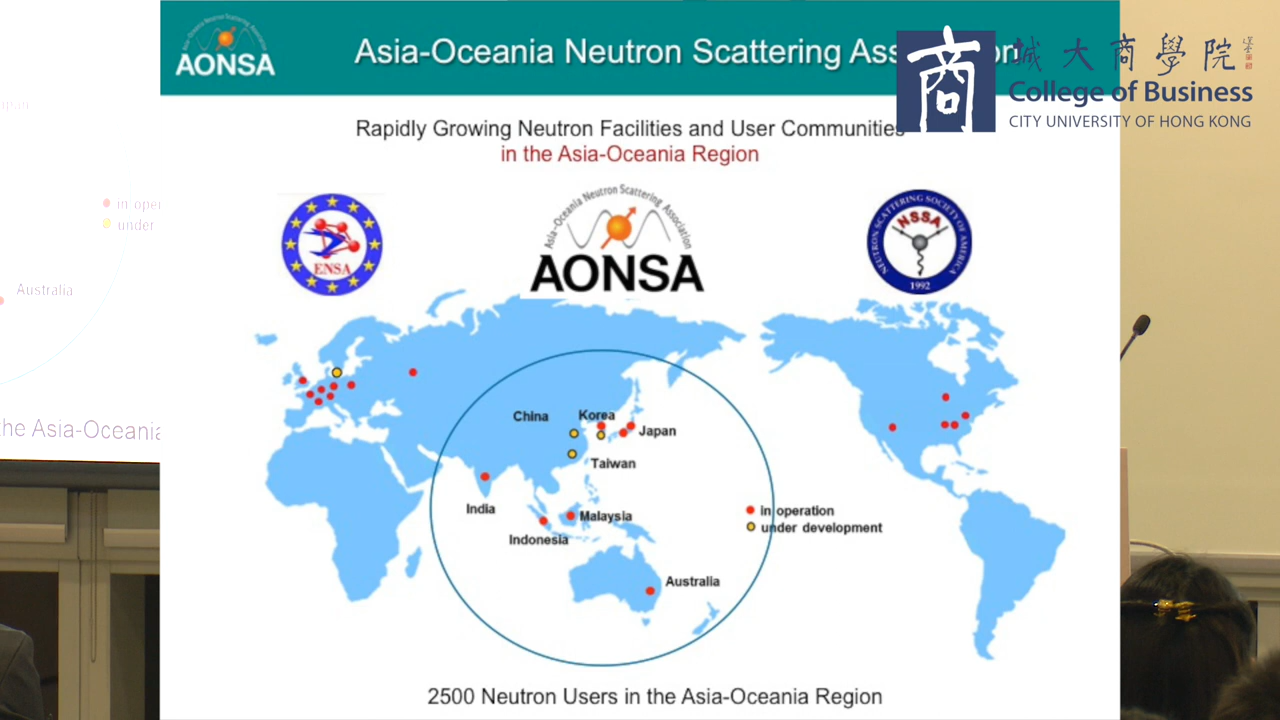 AONSA
Asia-Oceania Neutron Scattering Ass
on
城大商學院
商
College of Business
CITY UNIVERSITY OF HONG KONG
Rapidly Growing Neutron Facilities and User Communities
in the Asia-Oceania Region
ENSA
Asia-Oceania Neutron Scattering Association
AONSA
NEUTRON SCATTERING SOCIETY OF AMERICA
NSSA
1992
China
Korea
Japan
Taiwan
India
Malaysia
Indonesia
Australia
in operation
under development
2500 Neutron Users in the Asia-Oceania Region
in oper
under
Australia
the Asia-Oceania